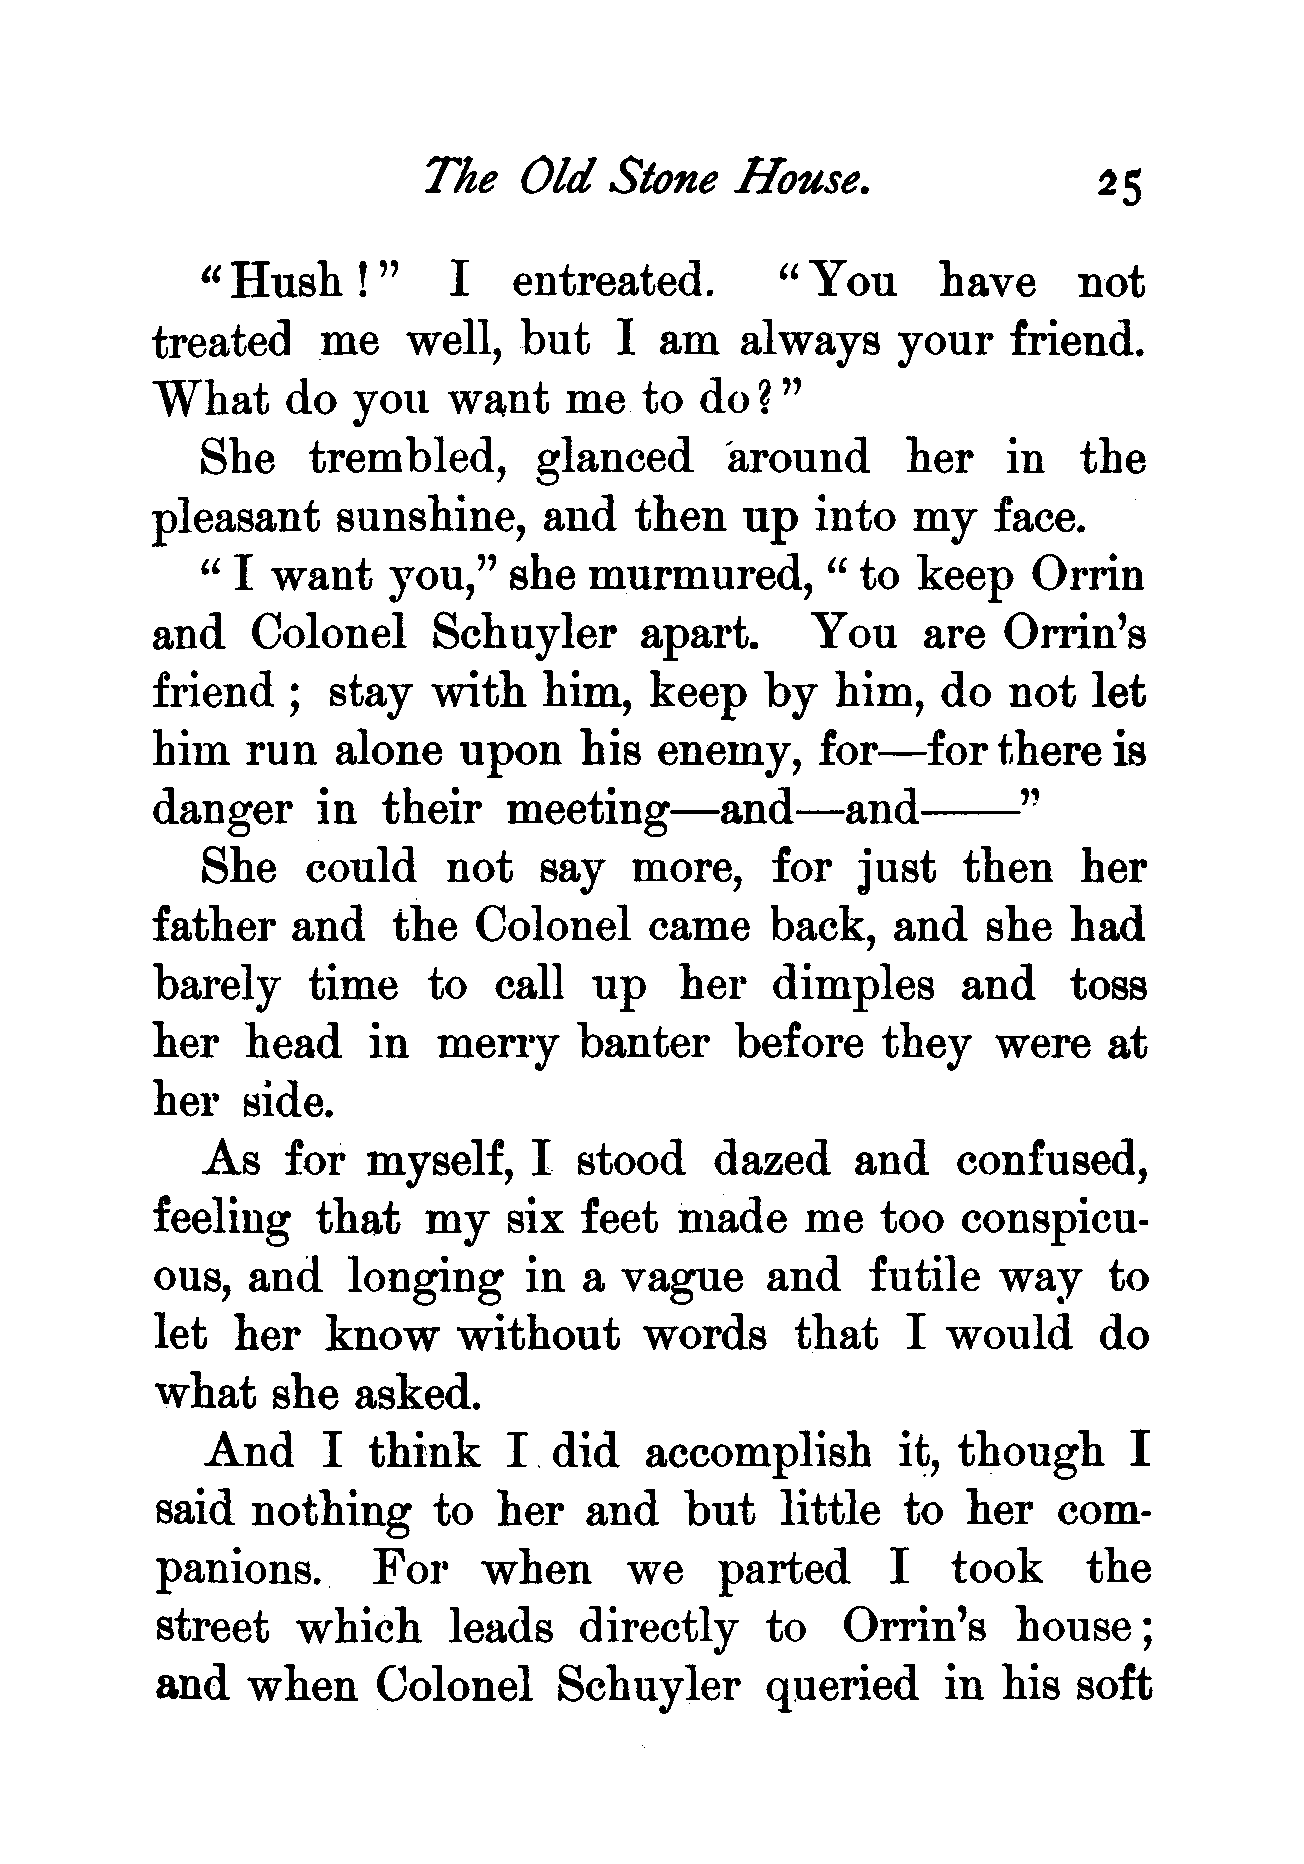 The Old Stone House. 25
“Hush!” I entreated. “You have not
treated me well, but I am always your friend.
What do you want me to do?”
She trembled, glanced around her in the
pleasant sunshine, and then up into my face.
“I want you,” she murmured, “to keep Orrin
and Colonel Schuyler apart. You are Orrin’s
friend; stay with him, keep by him, do not let
him run alone upon his enemy, for—for there is
danger in their meeting—and—and——”
She could not say more, for just then her
father and the Colonel came back, and she had
barely time to call up her dimples and toss
her head in merry banter before they were at
her side.
As for myself, I stood dazed and confused,
feeling that my six feet made me too conspicu-
ous, and longing in a vague and futile way to
let her know without words that I would do
what she asked.
And I think I did accomplish it, though I
said nothing to her and but little to her com-
panions. For when we parted I took the
street which leads directly to Orrin’s house;
and when Colonel Schuyler queried in his soft